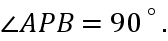 ∠APB = 90°.